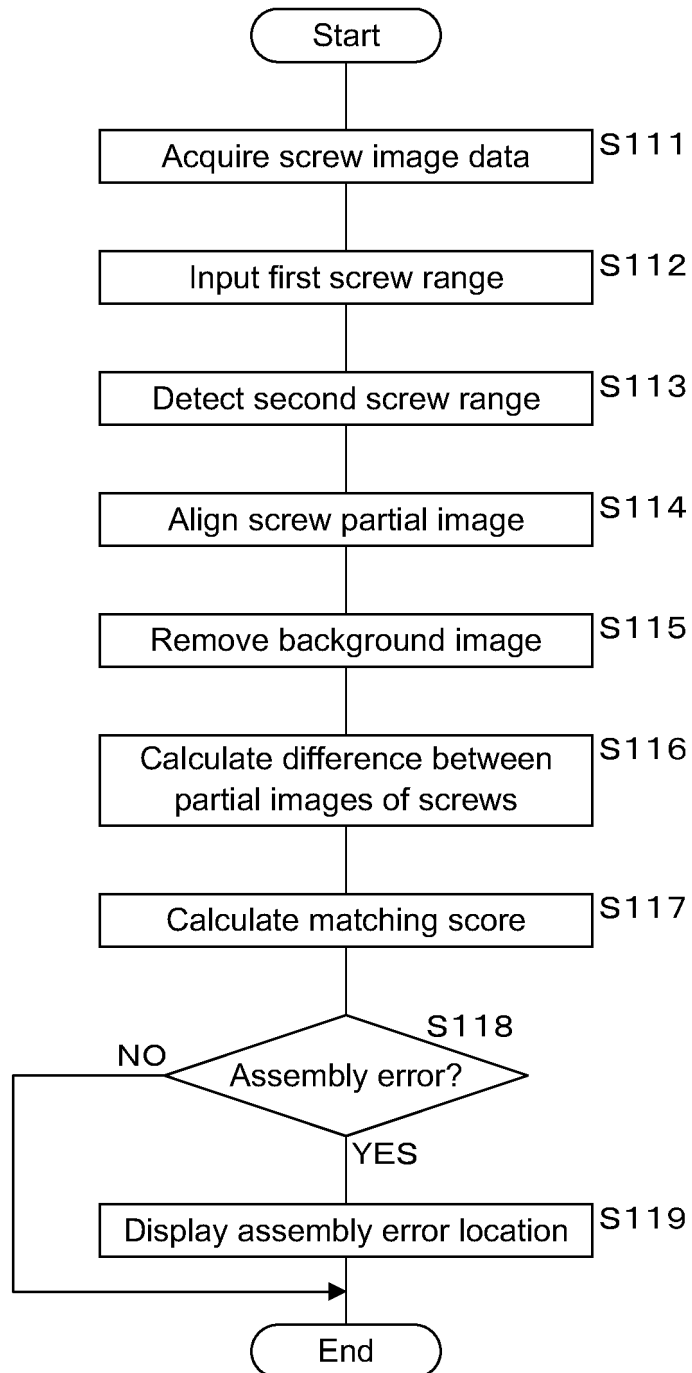 Start
Acquire screw image data
S111
Input first screw range
S112
Detect second screw range
S113
Align screw partial image
S114
Remove background image
S115
Calculate difference between
partial images of screws
S116
Calculate matching score
S117
S118
NO
Assembly error?
YES
Display assembly error location
S119
End